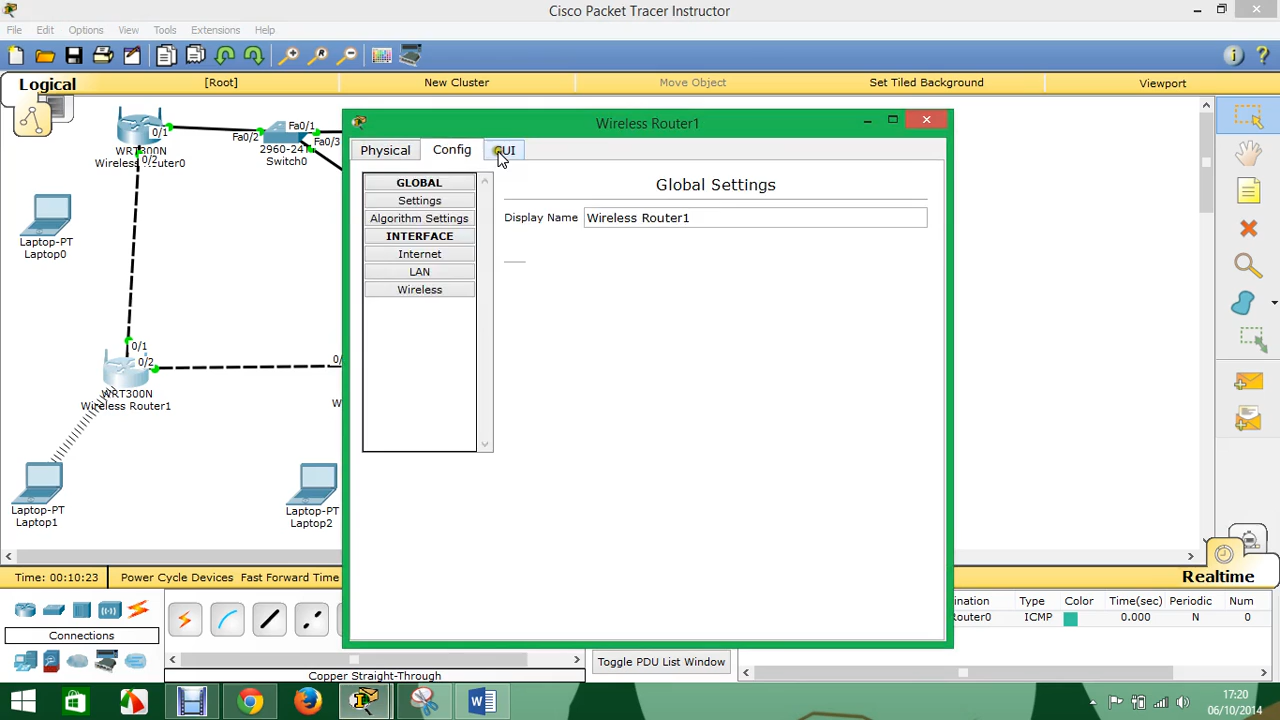 Cisco Packet Tracer Instructor
File Edit Options View Tools Extensions Help
Logical [Root] New Cluster Move Object Set Tiled Background Viewport
0/1
WRT300N
Wireless Router0
0/2
Fa0/2
Fa0/1
Fa0/3
Switch0
Laptop-PT
Laptop0
0/1
0/2
WRT300N
Wireless Router1
Laptop-PT
Laptop1
Laptop-PT
Laptop2
Wireless Router1
Physical Config GUI
GLOBAL
Settings
Algorithm Settings
INTERFACE
Internet
LAN
Wireless
Global Settings
Display Name Wireless Router1
Time: 00:10:23 Power Cycle Devices Fast Forward Time
Realtime
Connections
Copper Straight-Through
Toggle PDU List Window
Type Color Time(sec) Periodic Num
Router0 ICMP 0.000 N 0
17:20
06/10/2014